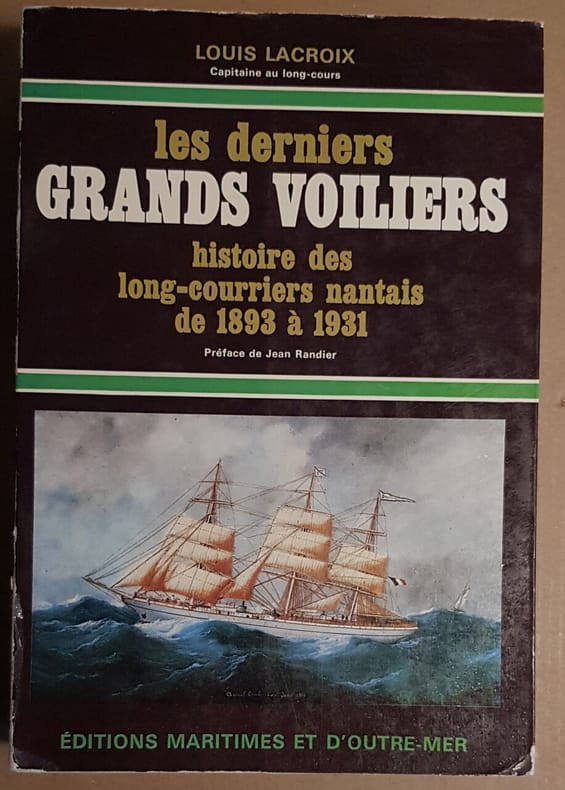 LOUIS LACROIX
Capitaine au long-cours
les derniers
GRANDS VOILIERS
histoire des
long-courriers nantais
de 1893 à 1931
Préface de Jean Randier
ÉDITIONS MARITIMES ET D'OUTRE-MER